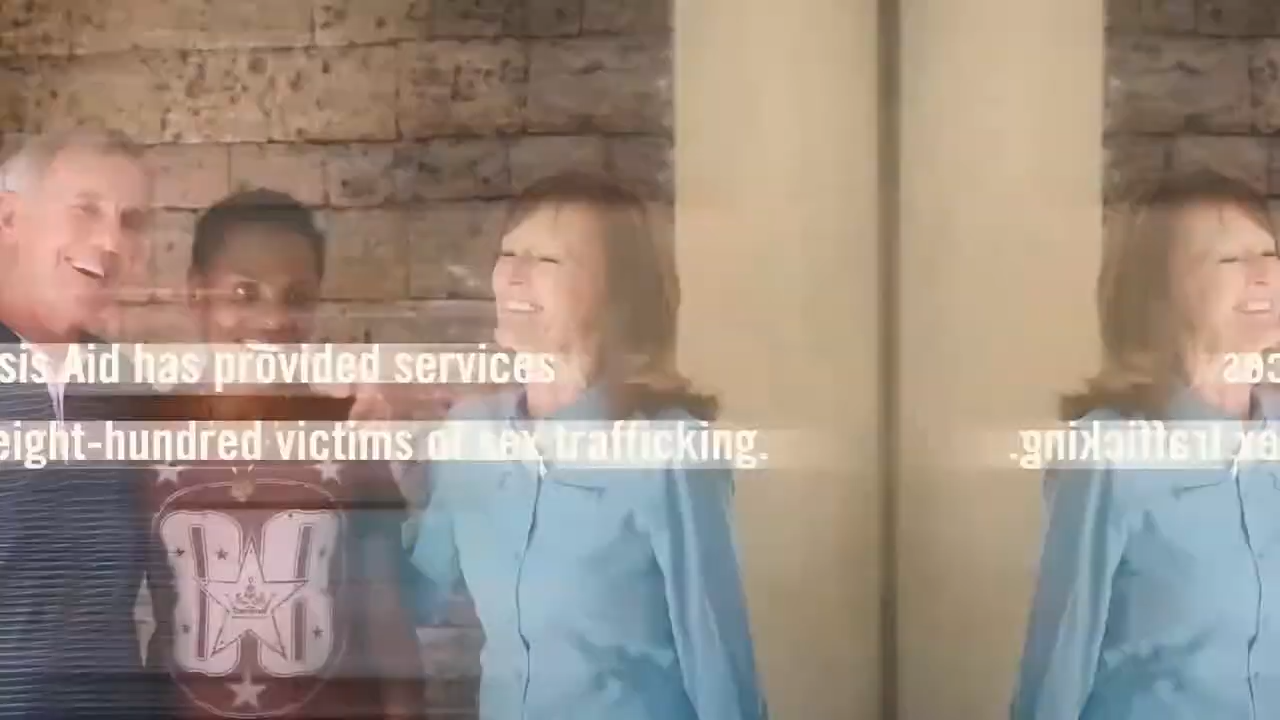 sis Aid has provided services
eight-hundred victims of sex trafficking.